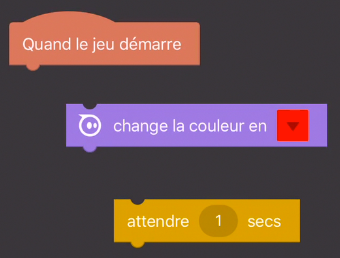 Quand le jeu démarre
change la couleur en
attendre 1 secs